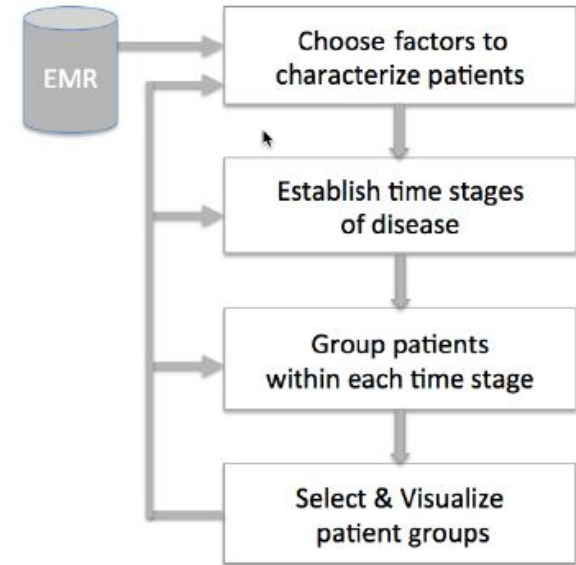 EMR
Choose factors to
characterize patients
Establish time stages
of disease
Group patients
within each time stage
Select & Visualize
patient groups